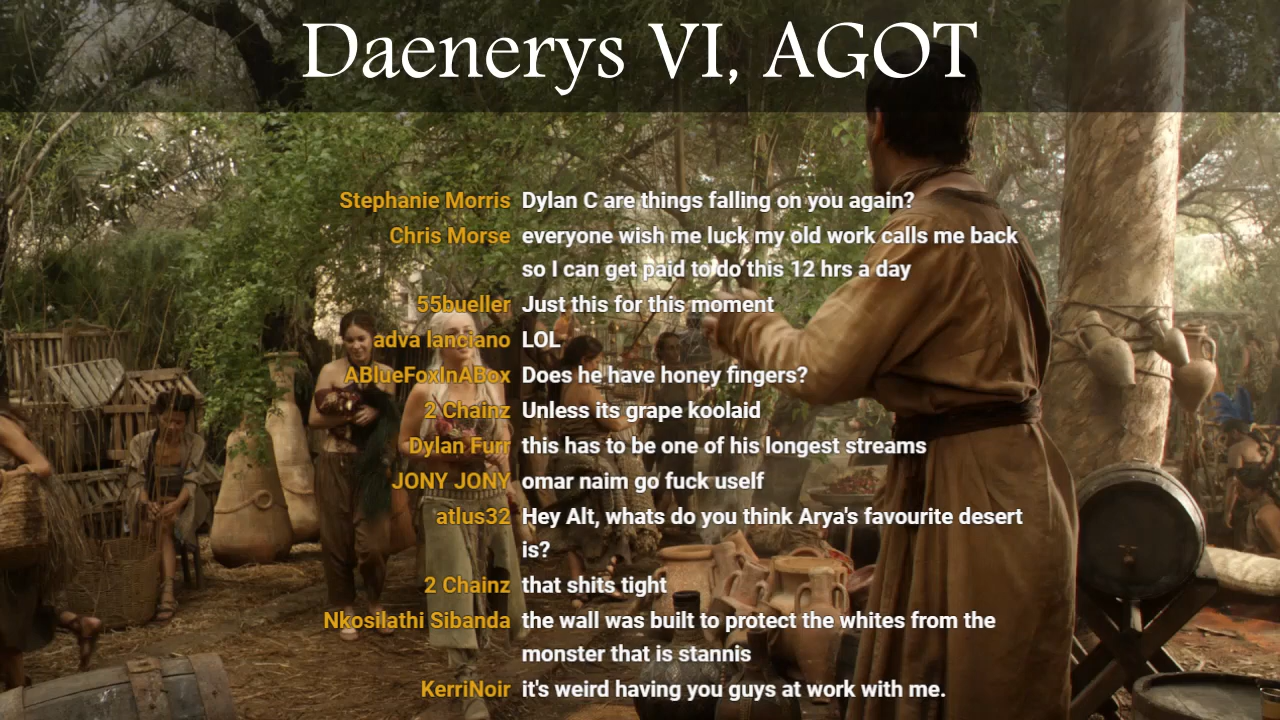 Daenerys VI, AGOT
Stephanie Morris Dylan C are things falling on you again?
Chris Morse everyone wish me luck my old work calls me back
so I can get paid to do this 12 hrs a day
55bueller Just this for this moment
adva lanciano LOL
ABlueFoxInABox Does he have honey fingers?
2 Chainz Unless its grape koolaid
Dylan Furr this has to be one of his longest streams
JONY JONY omar naim go fuck uself
atlus32 Hey Alt, whats do you think Arya's favourite desert
is?
2 Chainz that shits tight
Nkosilathi Sibanda the wall was built to protect the whites from the
monster that is stannis
KerriNoir it's weird having you guys at work with me.